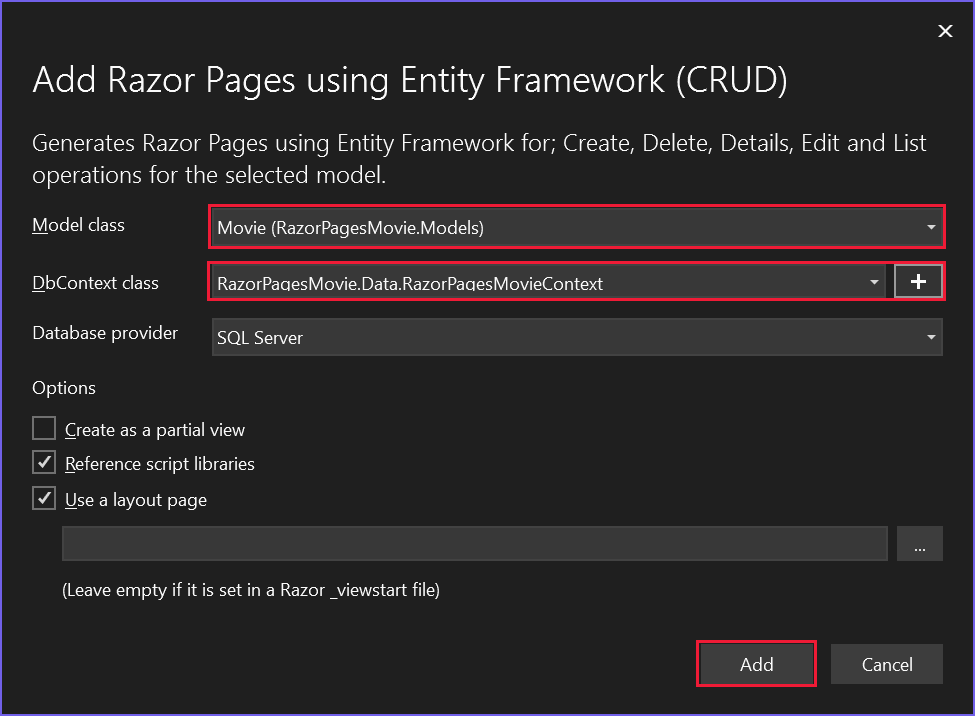 Add Razor Pages using Entity Framework (CRUD)
Generates Razor Pages using Entity Framework for; Create, Delete, Details, Edit and List
operations for the selected model.
Model class
Movie (RazorPagesMovie.Models)
DbContext class
RazorPagesMovie.Data.RazorPagesMovieContext
+
Database provider
SQL Server
Options
Create as a partial view
Reference script libraries
Use a layout page
...
(Leave empty if it is set in a Razor _viewstart file)
Add
Cancel